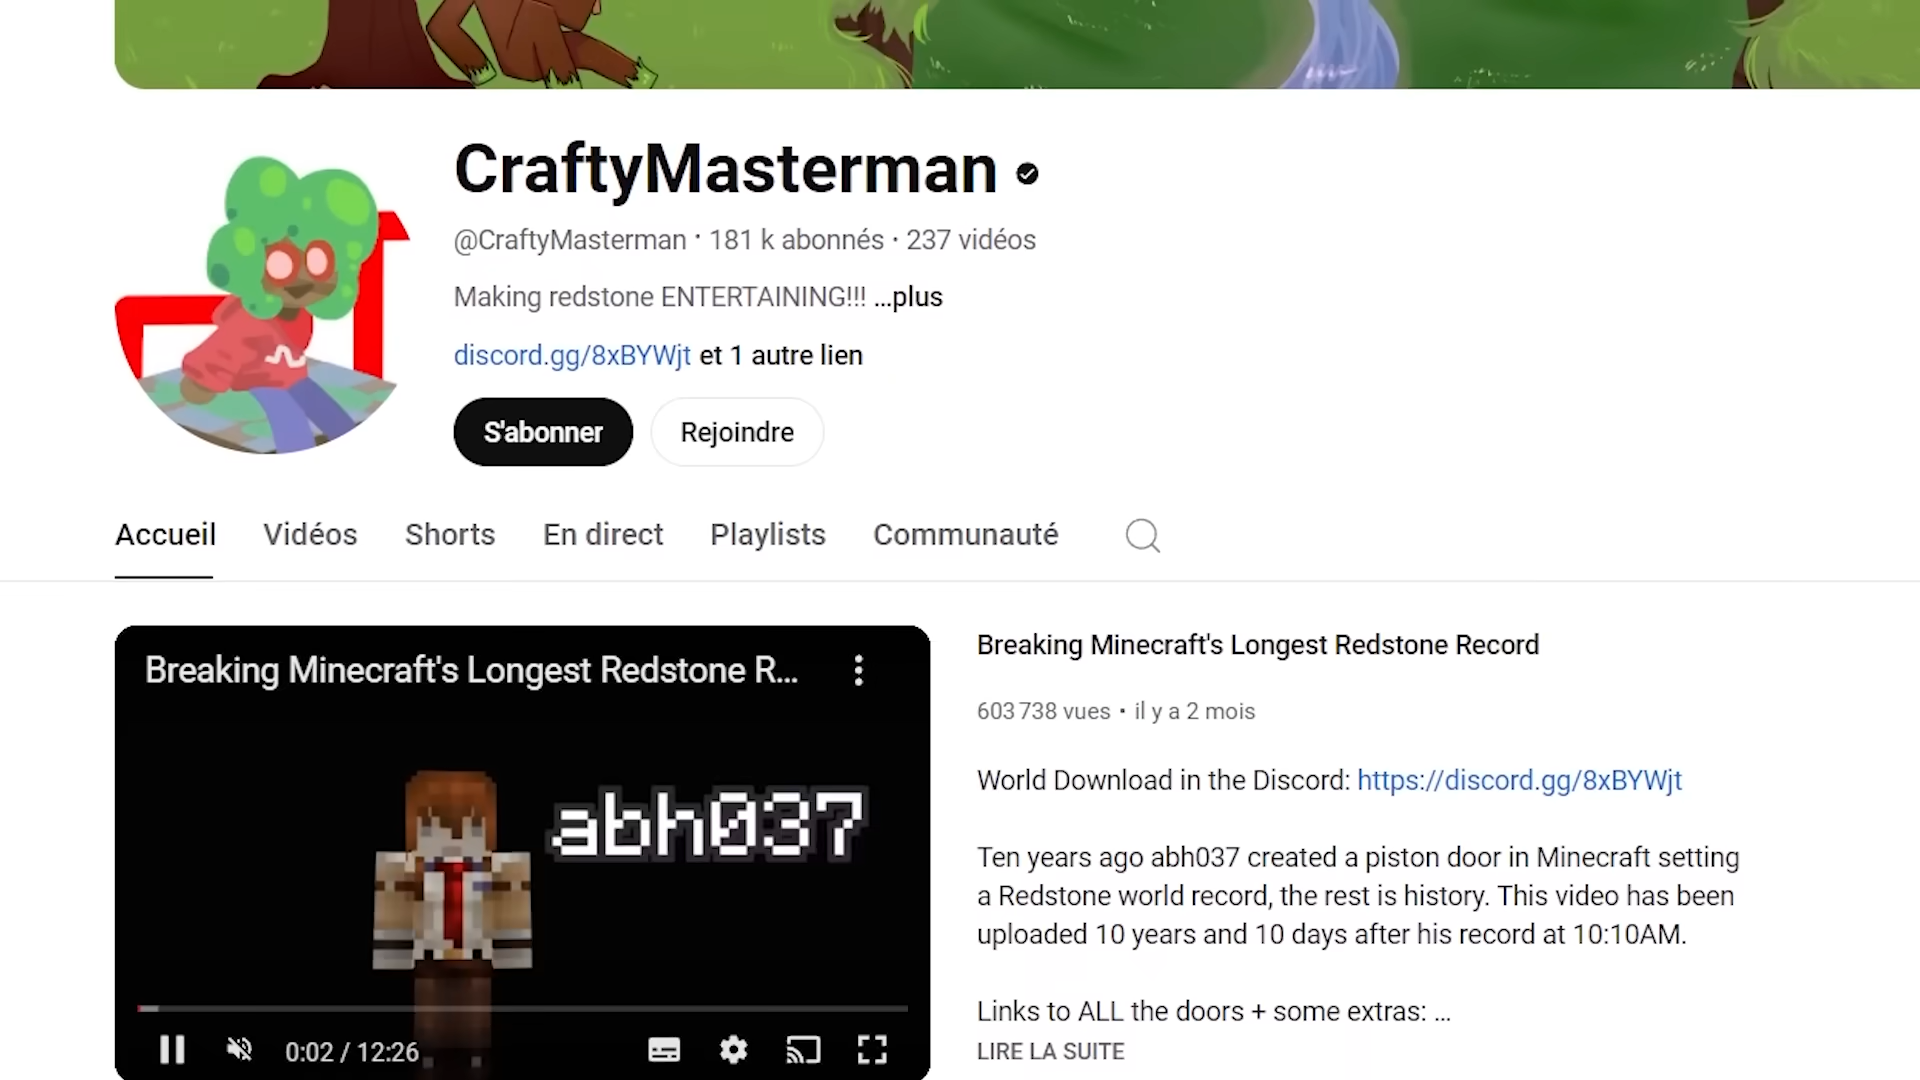 CraftyMasterman
@CraftyMasterman · 181 k abonnés · 237 vidéos
Making redstone ENTERTAINING!!! ...plus
discord.gg/8xBYWjt et 1 autre lien
S'abonner
Rejoindre
Accueil Vidéos Shorts En direct Playlists Communauté
Breaking Minecraft's Longest Redstone R...
abh037
0:02 / 12:26
Breaking Minecraft's Longest Redstone Record
603 738 vues • il y a 2 mois
World Download in the Discord: https://discord.gg/8xBYWjt
Ten years ago abh037 created a piston door in Minecraft setting
a Redstone world record, the rest is history. This video has been
uploaded 10 years and 10 days after his record at 10:10AM.
Links to ALL the doors + some extras: ...
LIRE LA SUITE